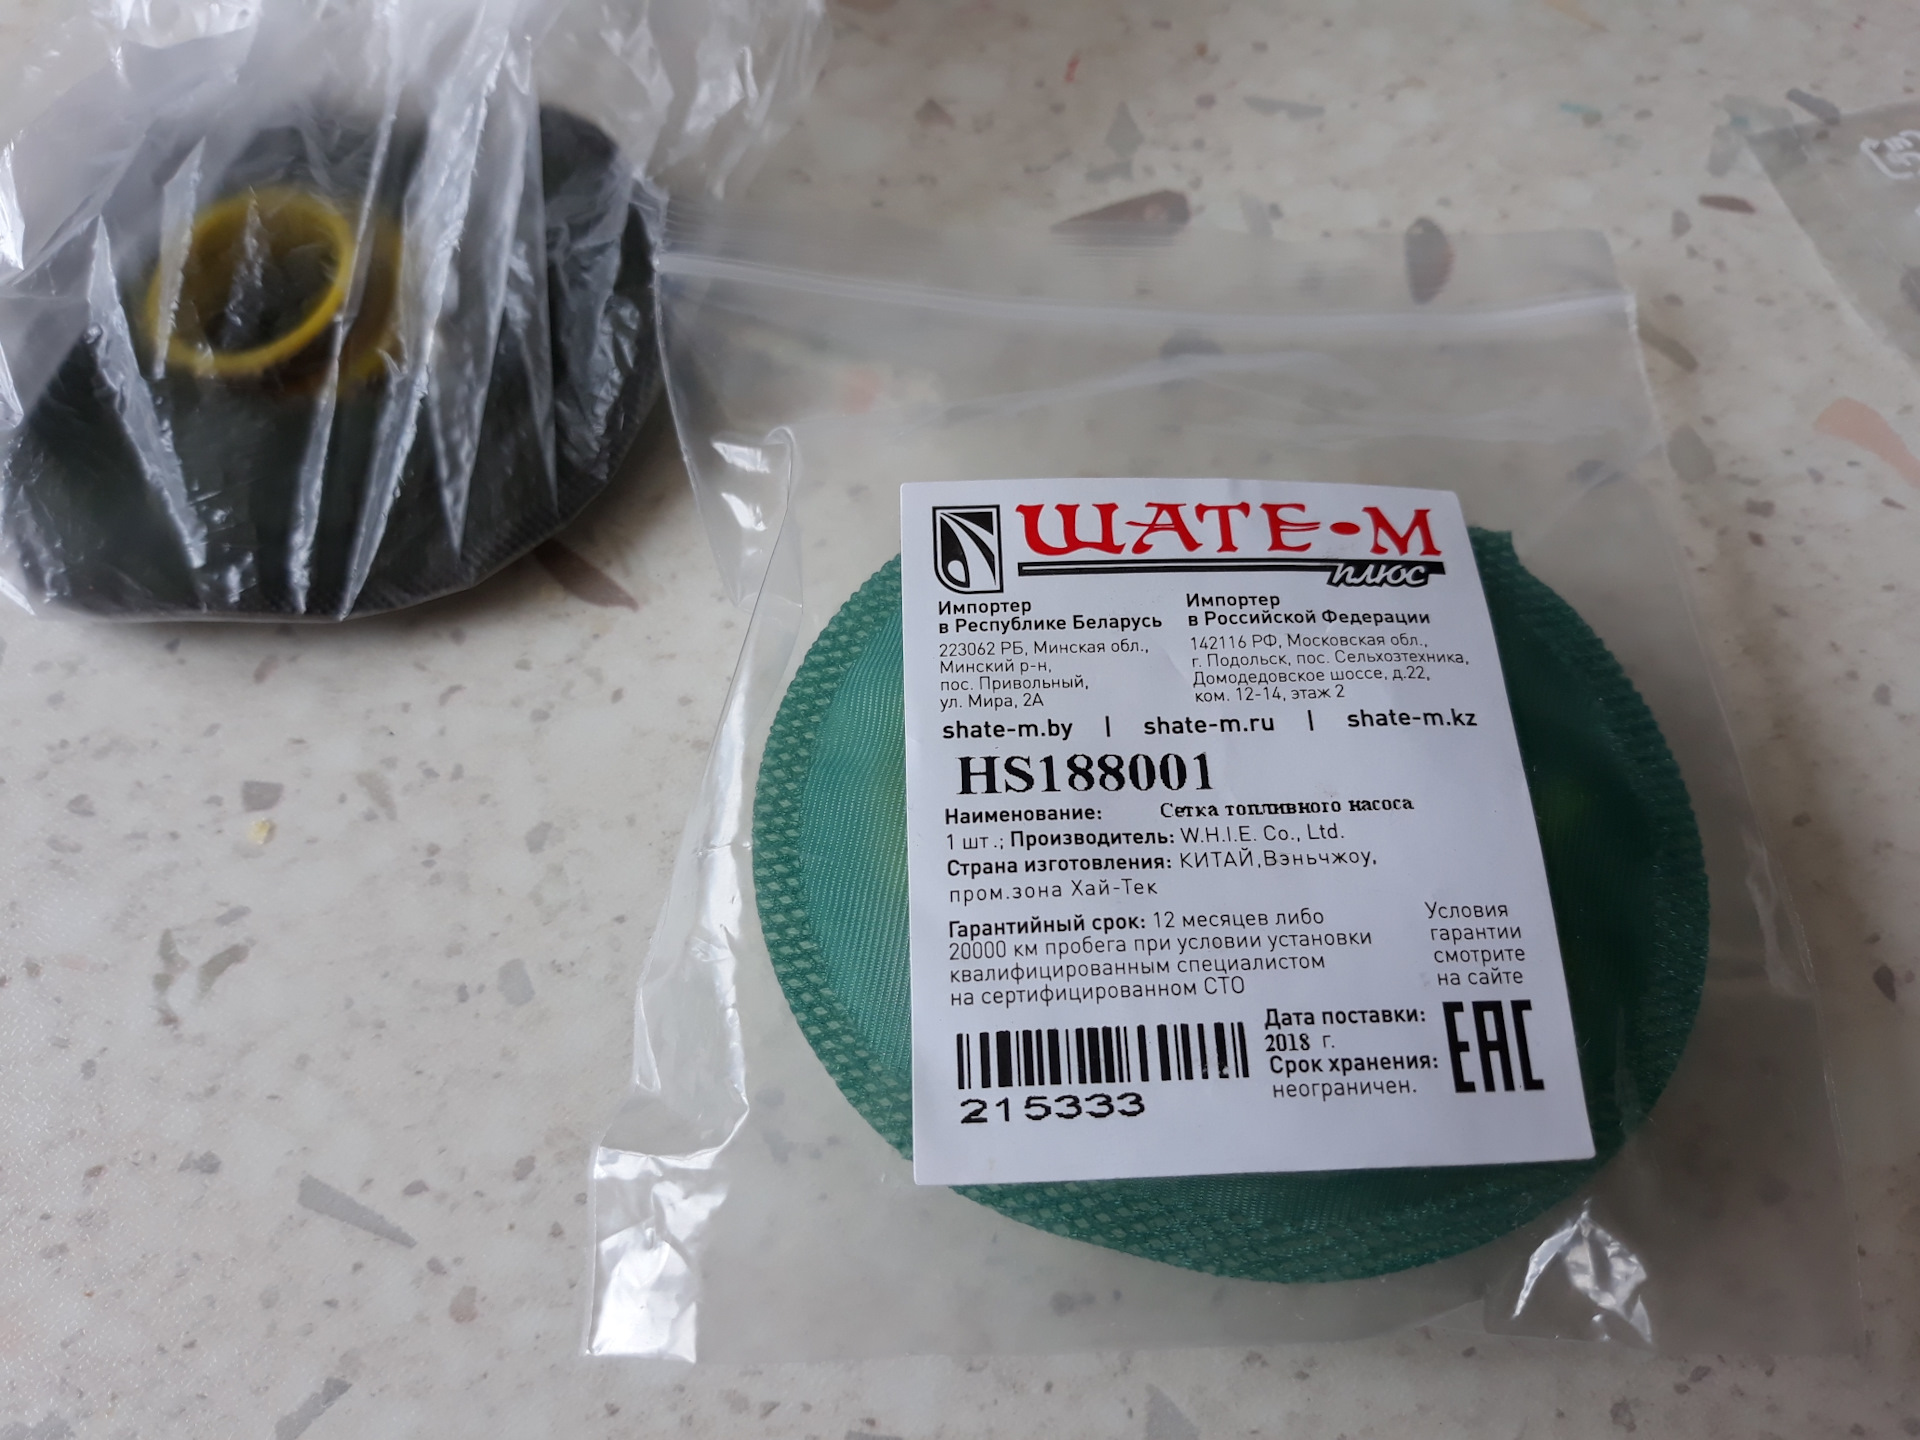 ШАТЕ-М
плюс
Импортер
в Республике Беларусь
223062 РБ, Минская обл.,
Минский р-н,
пос. Привольный,
ул. Мира, 2А
Импортер
в Российской Федерации
142116 РФ, Московская обл.,
г. Подольск, пос. Сельхозтехника,
Домодедовское шоссе, д.22,
ком. 12-14, этаж 2
shate-m.by | shate-m.ru | shate-m.kz
HS188001
Наименование: Сетка топливного насоса
1 шт.; Производитель: W.H.I.E. Co., Ltd.
Страна изготовления: КИТАЙ,Вэньчжоу,
пром.зона Хай-Тек
Гарантийный срок: 12 месяцев либо
20000 км пробега при условии установки
квалифицированным специалистом
на сертифицированном СТО
Условия
гарантии
смотрите
на сайте
Дата поставки:
2018 г.
Срок хранения:
неограничен.
EAC
215333